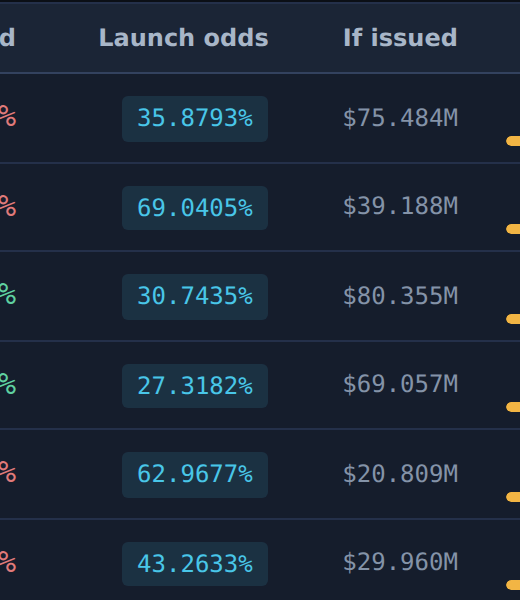 d Launch odds If issued
% 35.8793% $75.484M
% 69.0405% $39.188M
% 30.7435% $80.355M
% 27.3182% $69.057M
% 62.9677% $20.809M
% 43.2633% $29.960M